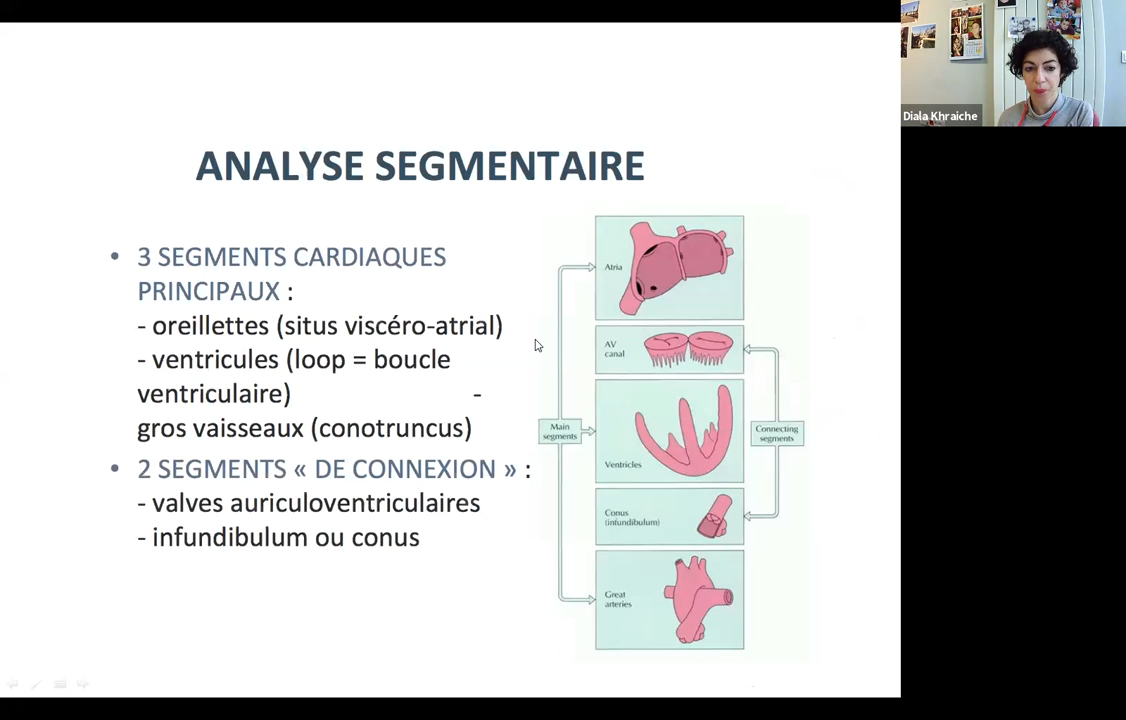 Diala Khraiche
ANALYSE SEGMENTAIRE
• 3 SEGMENTS CARDIAQUES
PRINCIPAUX :
- oreillettes (situs viscéro-atrial)
- ventricules (loop = boucle
ventriculaire) -
gros vaisseaux (conotruncus)
• 2 SEGMENTS « DE CONNEXION » :
- valves auriculoventriculaires
- infundibulum ou conus
Atria
AV
canal
Main
segments
Connecting
segments
Ventricles
Conus
(infundibulum)
Great
arteries